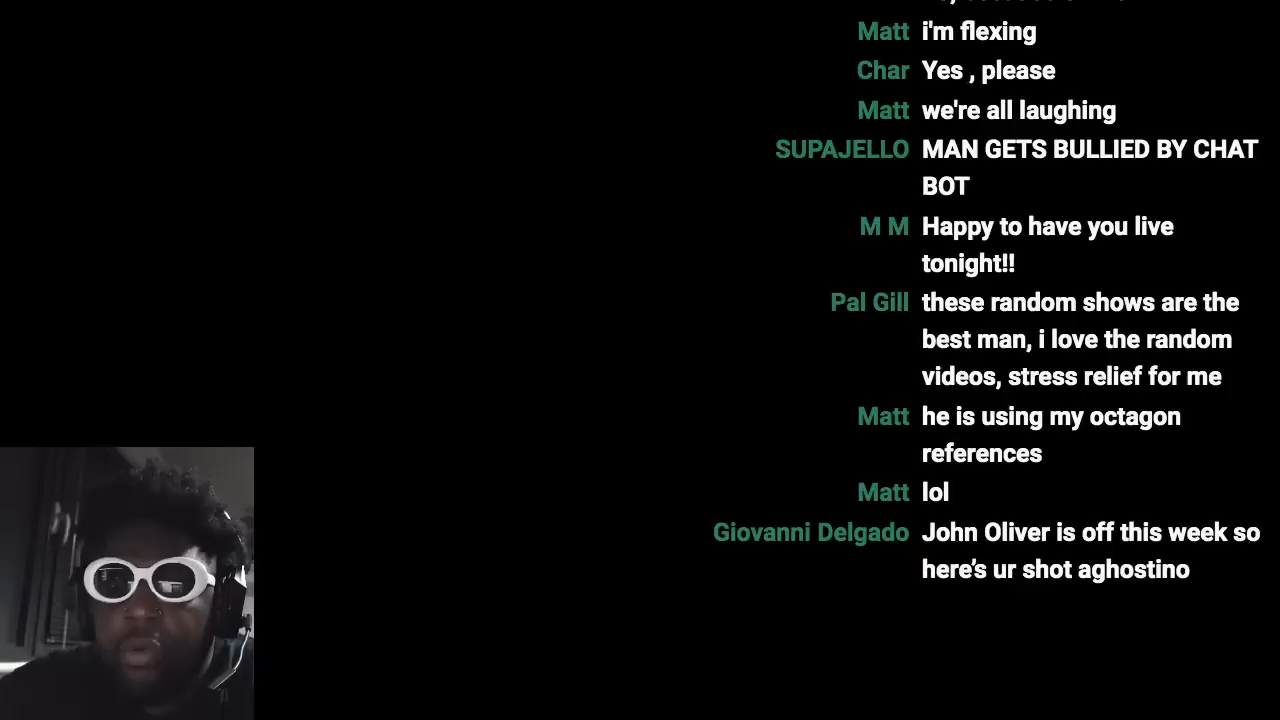 Matt i'm flexing
Char Yes , please
Matt we're all laughing
SUPAJELLO MAN GETS BULLIED BY CHAT
BOT
M M Happy to have you live
tonight!!
Pal Gill these random shows are the
best man, i love the random
videos, stress relief for me
Matt he is using my octagon
references
Matt lol
Giovanni Delgado John Oliver is off this week so
here's ur shot aghostino